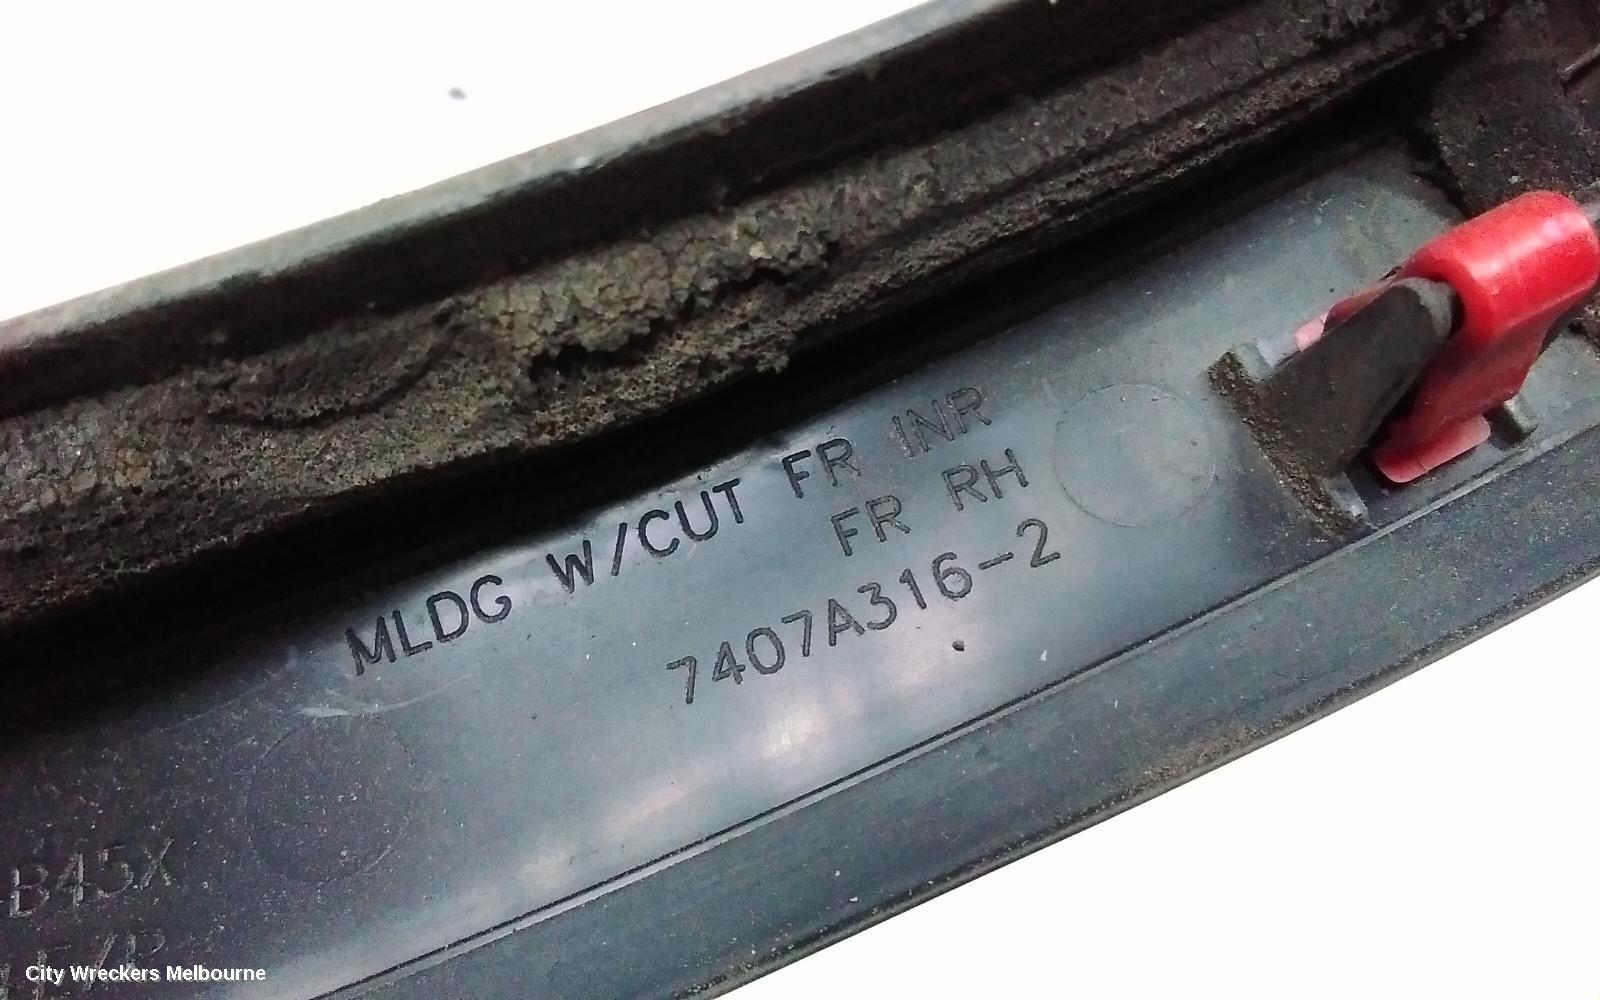 MLDG W/CUT FR INR
FR RH
7407A316-2
B45X
City Wreckers Melbourne